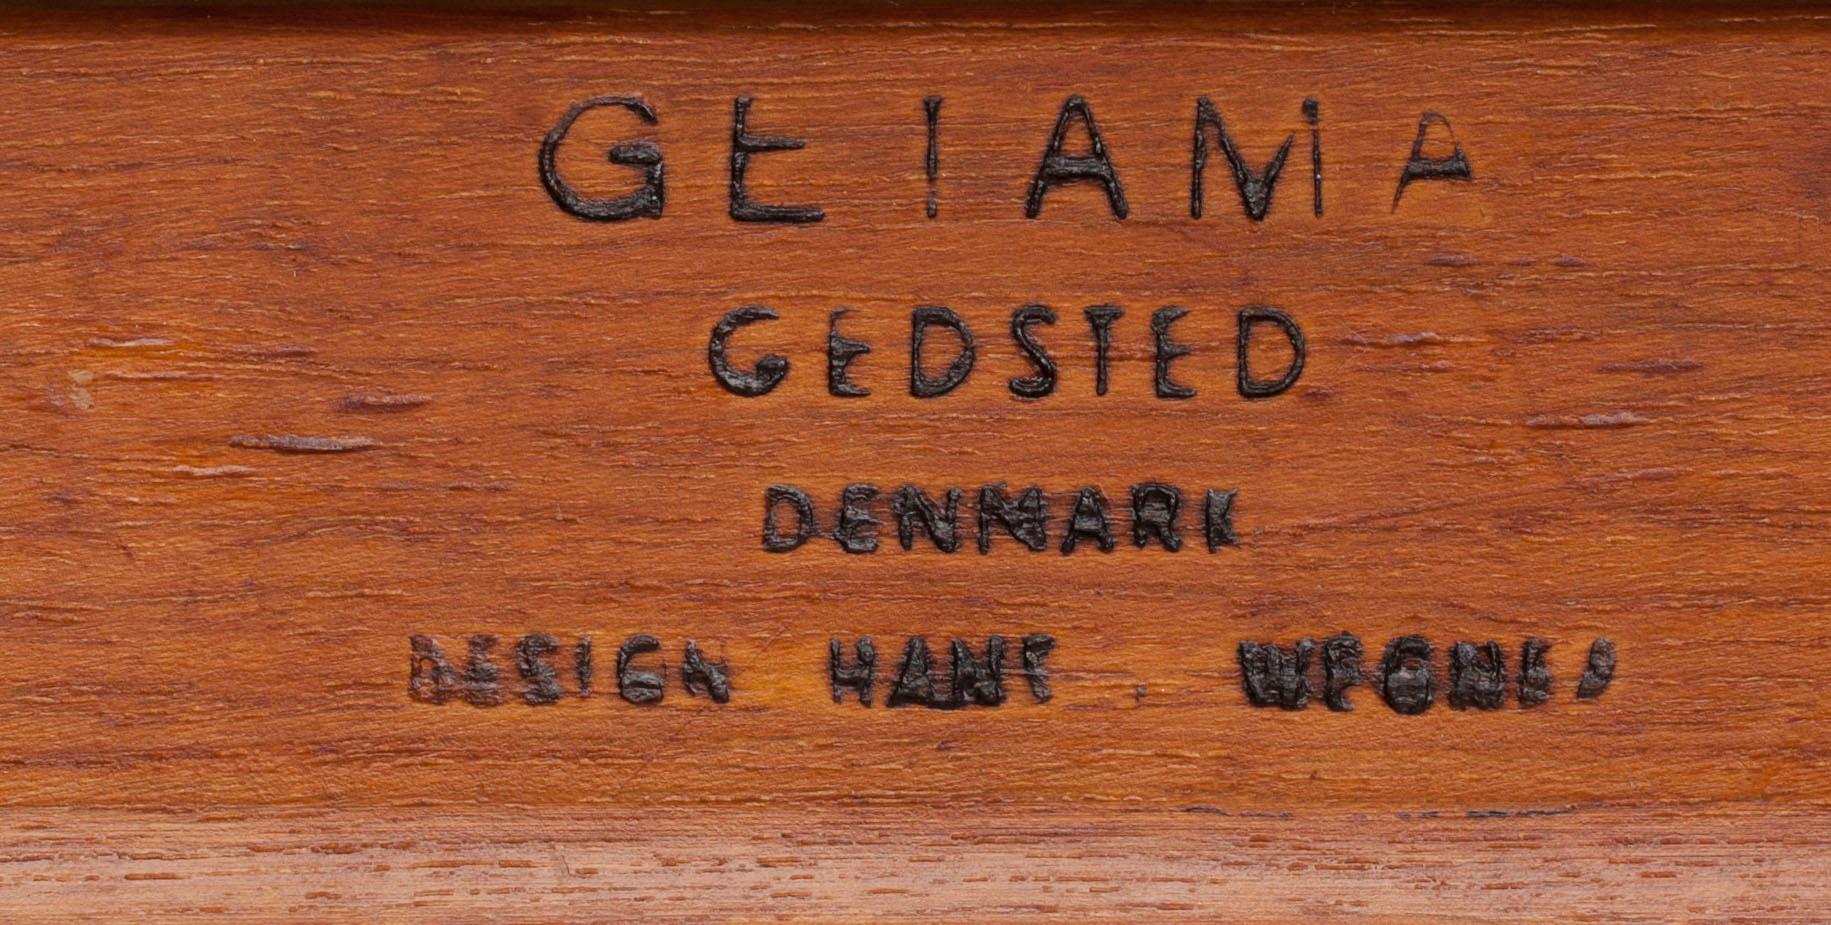 GETAMA
GEDSTED
DENMARK
DESIGN HANS WEGNER